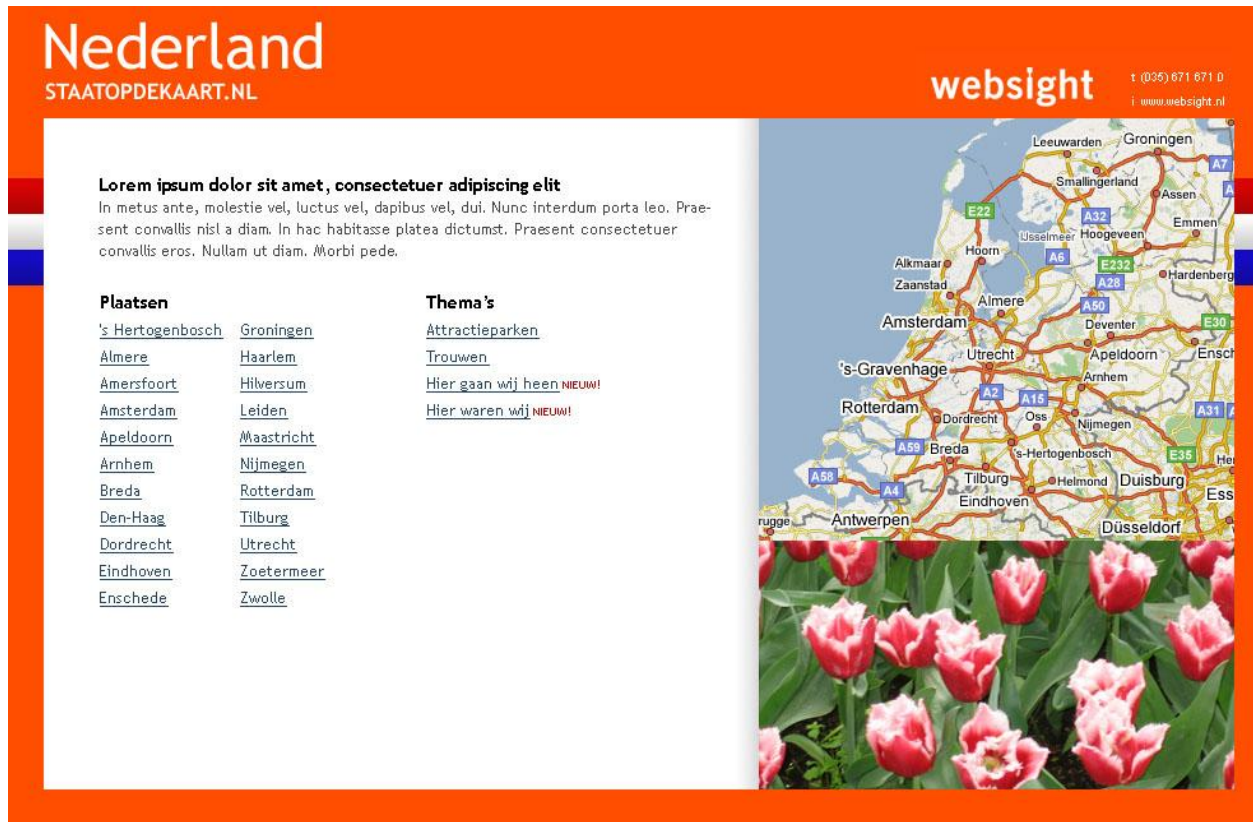 Nederland
STAATOPDEKAART.NL
websight
t (035) 671 671 0
i www.websight.nl
Lorem ipsum dolor sit amet, consectetuer adipiscing elit
In metus ante, molestie vel, luctus vel, dapibus vel, dui. Nunc interdum porta leo. Prae-
sent convallis nisl a diam. In hac habitasse platea dictumst. Praesent consectetuer
convallis eros. Nullam ut diam. Morbi pede.
Plaatsen
's Hertogenbosch
Almere
Amersfoort
Amsterdam
Apeldoorn
Arnhem
Breda
Den-Haag
Dordrecht
Eindhoven
Enschede
Groningen
Haarlem
Hilversum
Leiden
Maastricht
Nijmegen
Rotterdam
Tilburg
Utrecht
Zoetermeer
Zwolle
Thema's
Attractieparken
Trouwen
Hier gaan wij heen NIEUW!
Hier waren wij NIEUW!
Leeuwarden
Groningen
A7
Smallingerland
Assen
E22
A32
Emmen
IJsselmeer
Hoogeveen
Hoorn
A6
Alkmaar
E232
Hardenberg
A28
Zaanstad
Almere
A50
Amsterdam
Deventer
E30
Utrecht
Apeldoorn
Ensch
's-Gravenhage
Arnhem
A2
A15
Rotterdam
Dordrecht
Oss
Nijmegen
A31
A59
Breda
's-Hertogenbosch
E35
A58
Tilburg
Helmond
Duisburg
A4
Eindhoven
Ess
rugge
Antwerpen
Düsseldorf